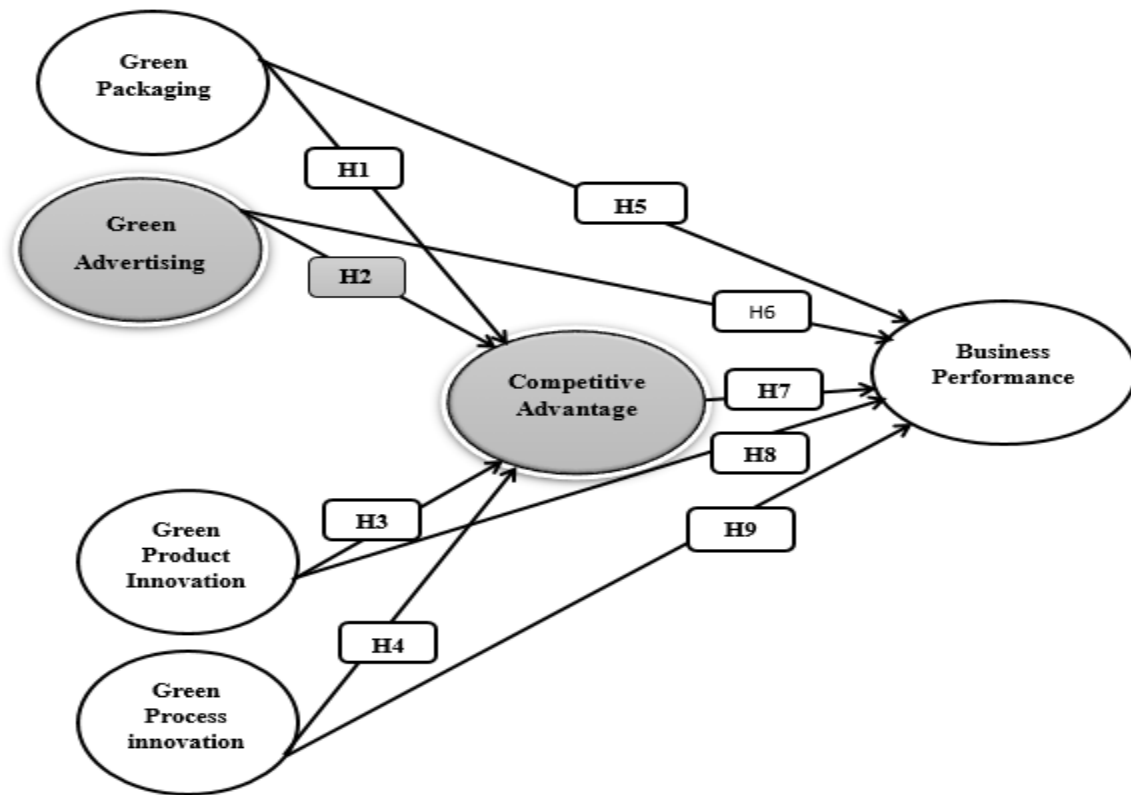 Green
Packaging
H1
H5
Green
Advertising
H2
H6
Competitive
Advantage
Business
Performance
H7
H8
H3
H9
Green
Product
Innovation
H4
Green
Process
innovation